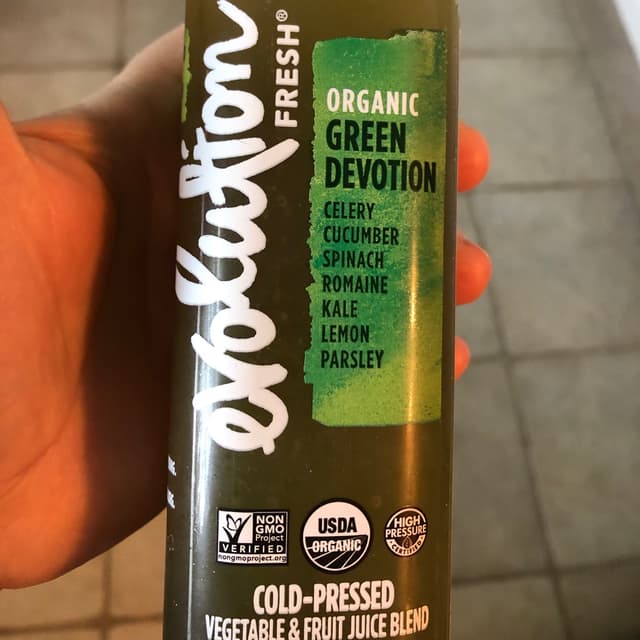 evolution
FRESH®
ORGANIC
GREEN
DEVOTION
CELERY
CUCUMBER
SPINACH
ROMAINE
KALE
LEMON
PARSLEY
NON
GMO
Project
VERIFIED
nongmoproject.org
USDA
ORGANIC
HIGH
PRESSURE
CERTIFIED
COLD-PRESSED
VEGETABLE & FRUIT JUICE BLEND